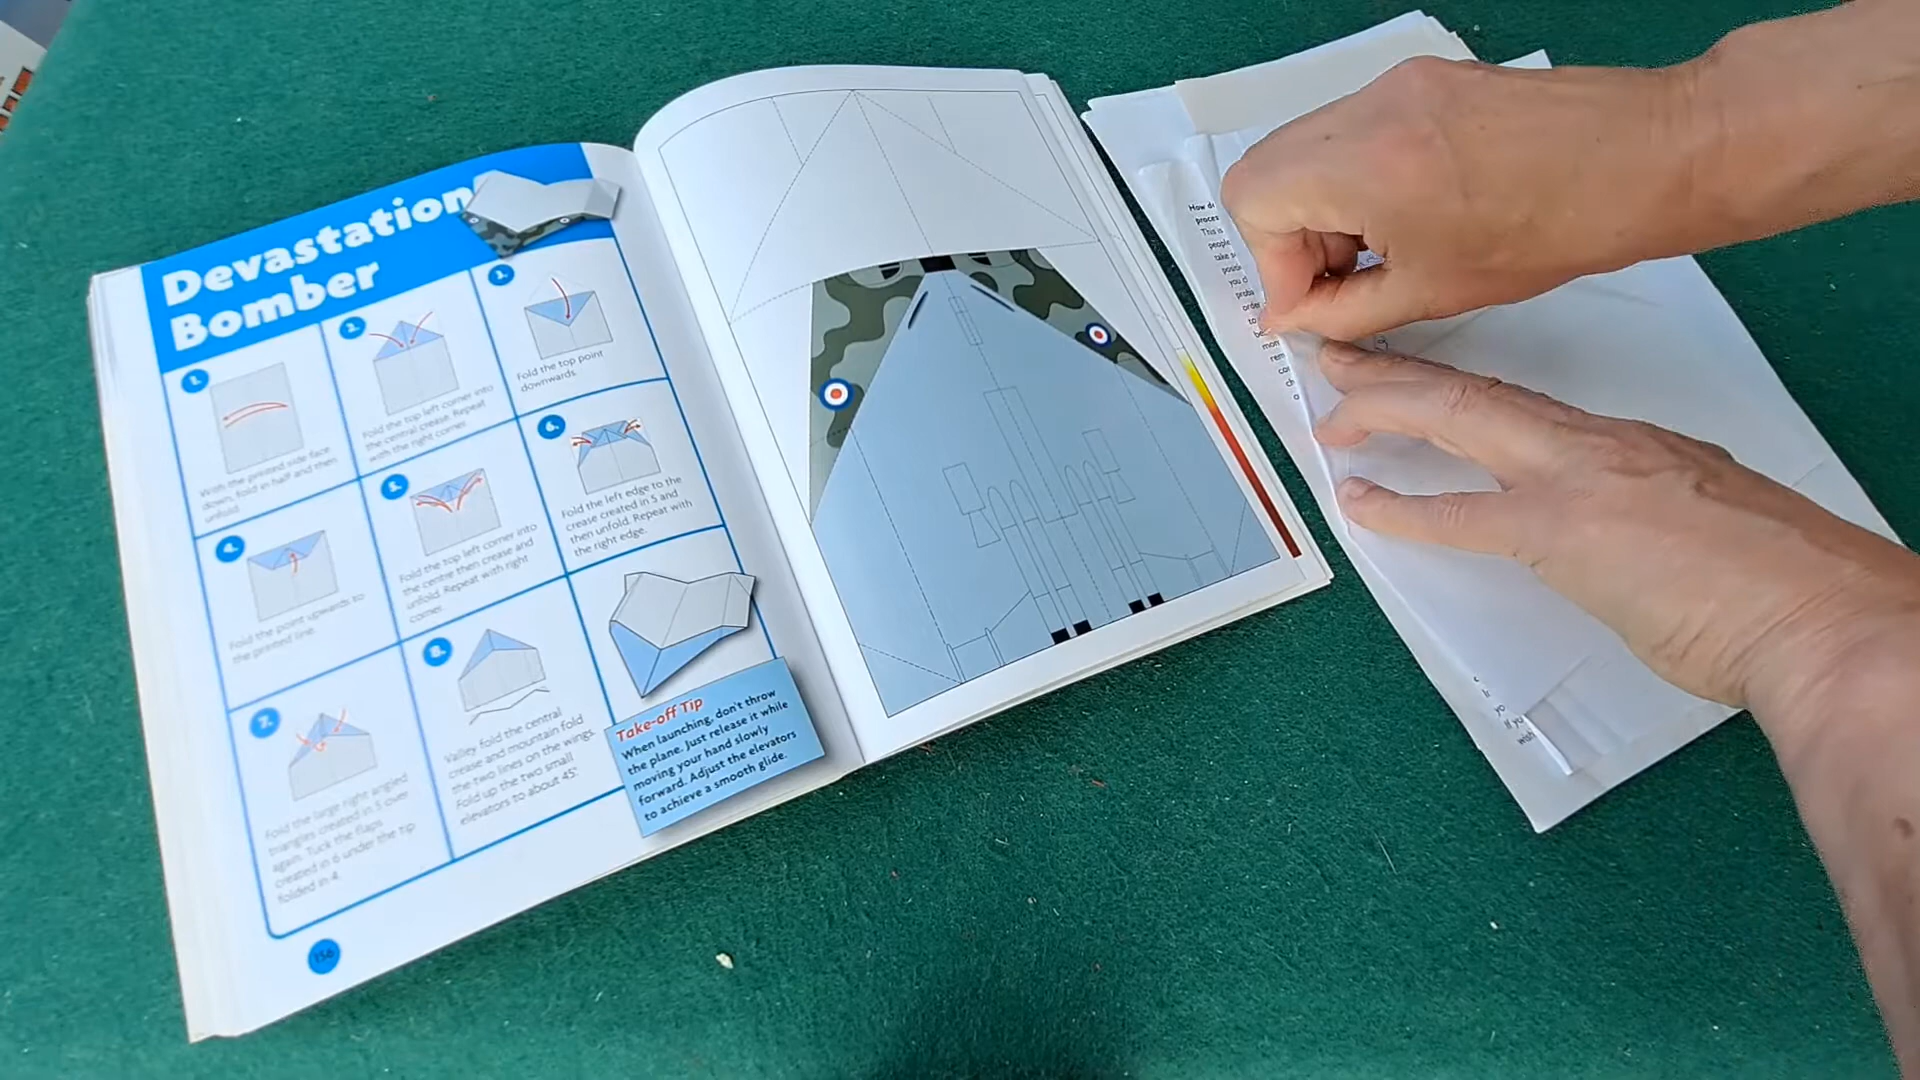 Devastation
Bomber
1.
With the printed side face
down, fold in half and then
unfold.
2.
Fold the top left corner into
the central crease. Repeat
with the right corner.
3.
Fold the top point
downwards.
4.
Fold the point upwards to
the printed line.
5.
Fold the top left corner into
the centre then crease and
unfold. Repeat with right
corner.
6.
Fold the left edge to the
crease created in 5 and
then unfold. Repeat with
the right edge.
7.
Fold the large right angled
triangles created in 5 over
again. Tuck the flaps
created in 6 under the tip
folded in 4.
8.
Valley fold the central
crease and mountain fold
the two lines on the wings.
Fold up the two small
elevators to about 45°.
Take-off Tip
When launching, don't throw
the plane. Just release it while
moving your hand slowly
forward. Adjust the elevators
to achieve a smooth glide.
156
How
This is
people
you
order
to
wish